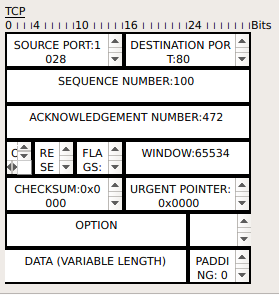 TCP
0 4 10 16 24 Bits
SOURCE PORT:1
028
DESTINATION POR
T:80
SEQUENCE NUMBER:100
ACKNOWLEDGEMENT NUMBER:472
RE
SE
FLA
GS:
WINDOW:65534
CHECKSUM:0x0
000
URGENT POINTER:
0x0000
OPTION
DATA (VARIABLE LENGTH)
PADDI
NG: 0